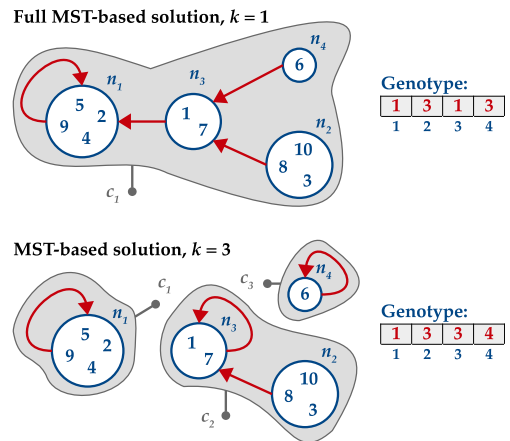 Full MST-based solution, k = 1
n4
6
n1
n3
5
2
9
4
1
7
n2
10
8
3
c1
Genotype:
1 3 1 3
1 2 3 4
MST-based solution, k = 3
c3
n4
6
c1
n1
5
2
9
4
n3
1
7
n2
10
8
3
c2
Genotype:
1 3 3 4
1 2 3 4